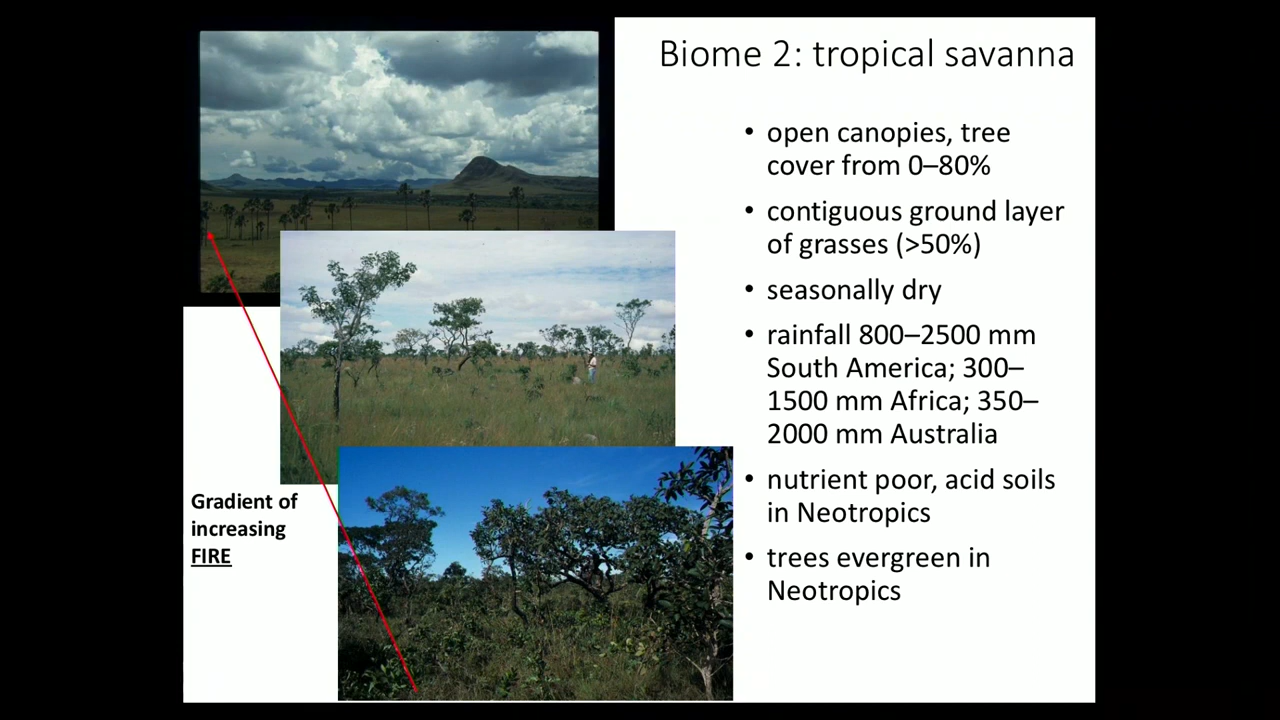 Biome 2: tropical savanna
• open canopies, tree
cover from 0–80%
• contiguous ground layer
of grasses (>50%)
• seasonally dry
• rainfall 800–2500 mm
South America; 300–
1500 mm Africa; 350–
2000 mm Australia
• nutrient poor, acid soils
in Neotropics
• trees evergreen in
Neotropics
Gradient of
increasing
FIRE